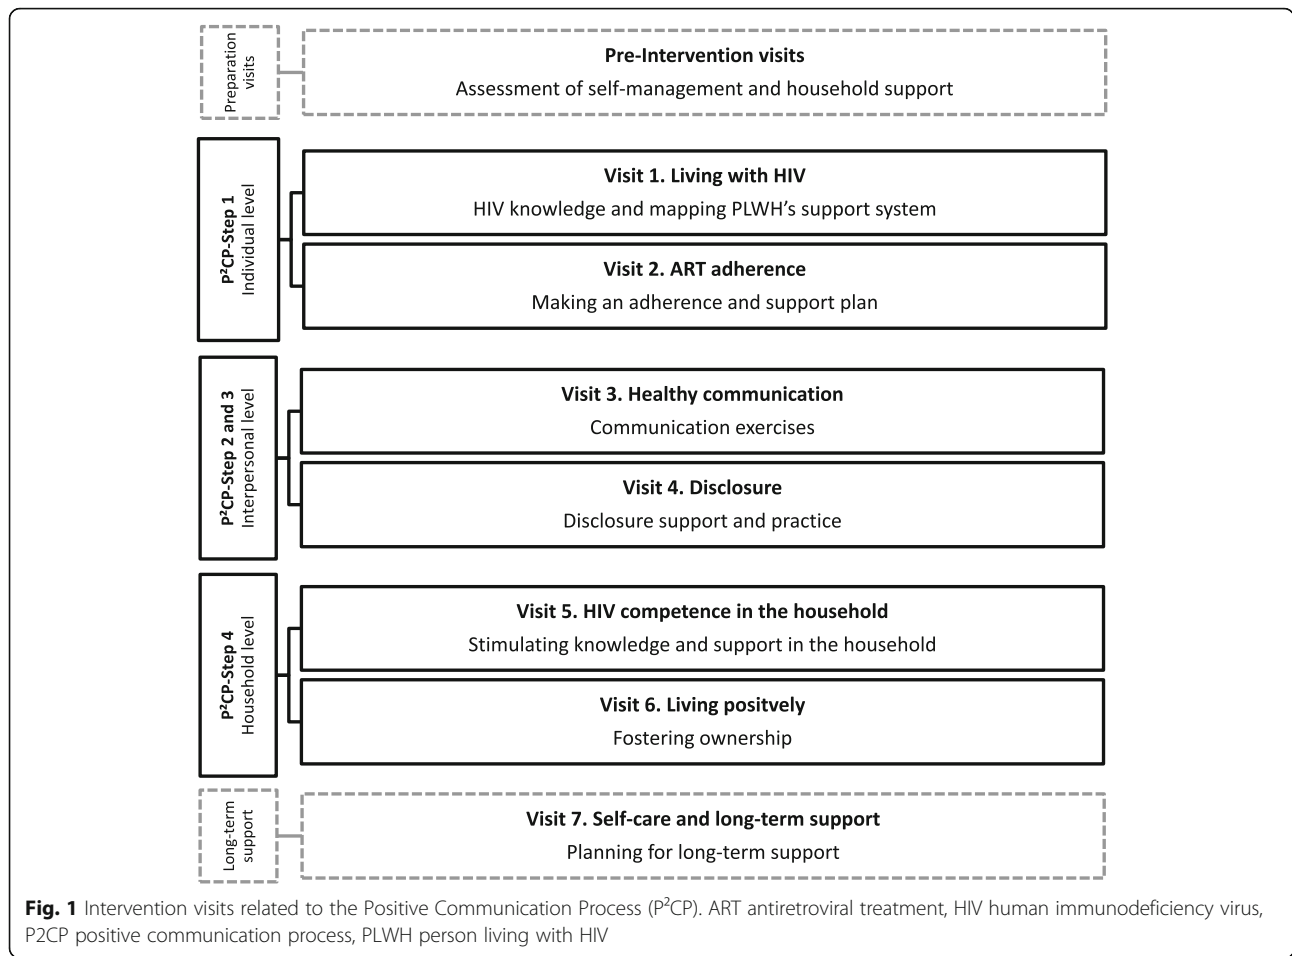 Preparation
visits
Pre-Intervention visits
Assessment of self-management and household support
P²CP-Step 1
Individual level
Visit 1. Living with HIV
HIV knowledge and mapping PLWH's support system
Visit 2. ART adherence
Making an adherence and support plan
P²CP-Step 2 and 3
Interpersonal level
Visit 3. Healthy communication
Communication exercises
Visit 4. Disclosure
Disclosure support and practice
P²CP-Step 4
Household level
Visit 5. HIV competence in the household
Stimulating knowledge and support in the household
Visit 6. Living positvely
Fostering ownership
Long-term
support
Visit 7. Self-care and long-term support
Planning for long-term support
Fig. 1 Intervention visits related to the Positive Communication Process (P²CP). ART antiretroviral treatment, HIV human immunodeficiency virus,
P2CP positive communication process, PLWH person living with HIV